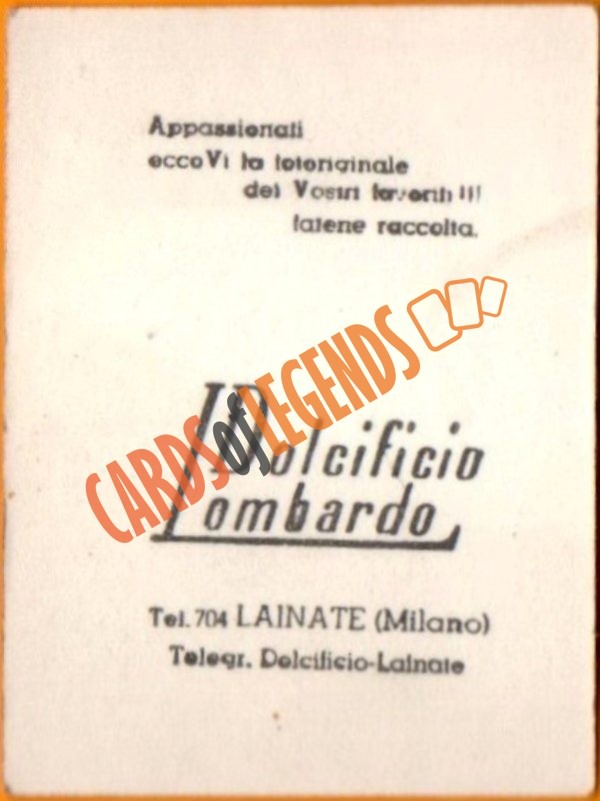 Appassionati
eccoVi la fotoriginale
dei Vostri favoriti !!!
fatene raccolta.
CARDS of LEGENDS
Dolcificio
Lombardo
Tel. 704 LAINATE (Milano)
Telegr. Dolcificio-Lainate